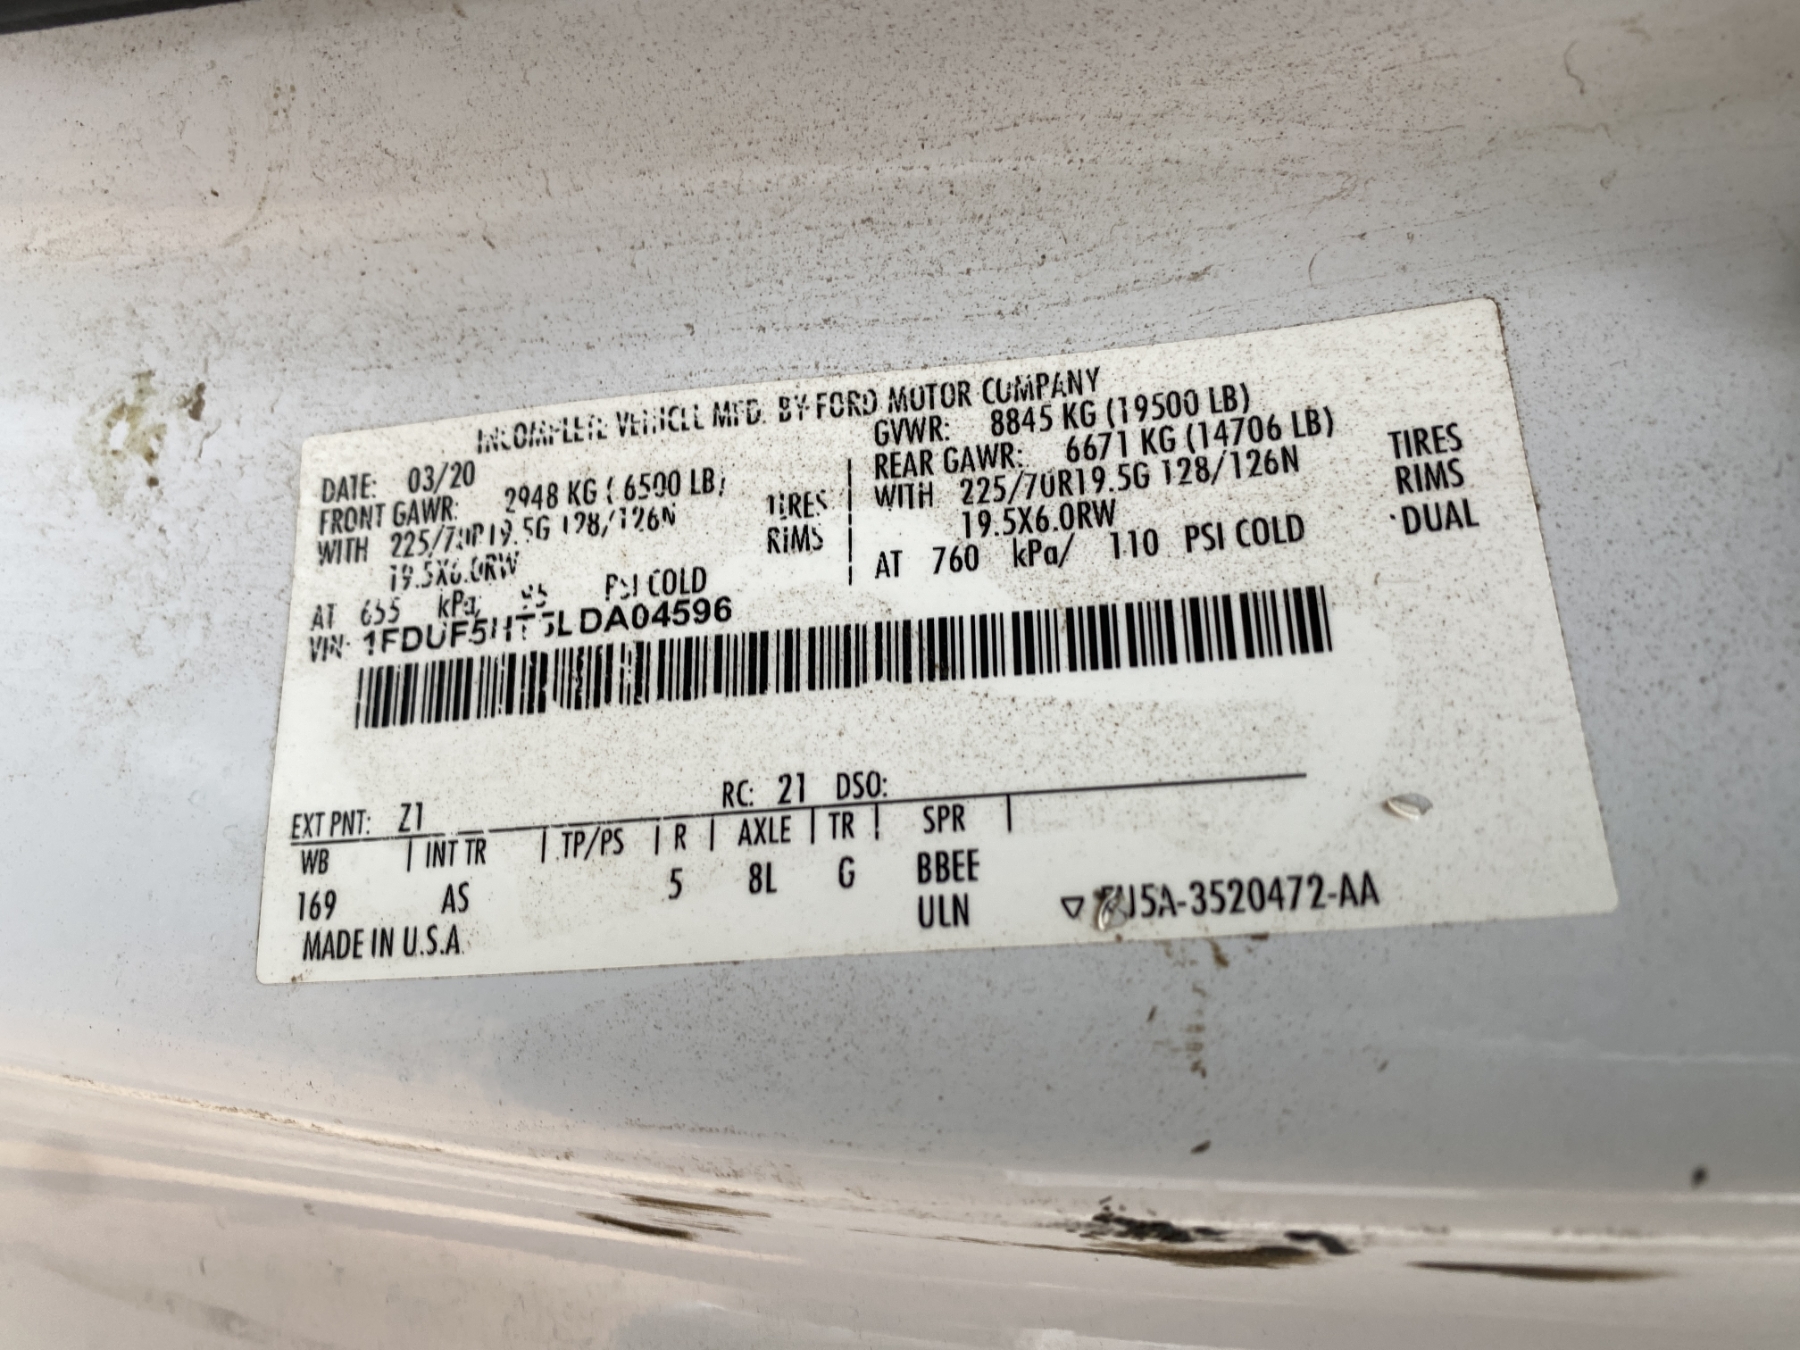 INCOMPLETE VEHICLE MFD. BY FORD MOTOR COMPANY
DATE: 03/20
GVWR: 8845 KG (19500 LB)
FRONT GAWR: 2948 KG ( 6500 LB)
REAR GAWR: 6671 KG (14706 LB)
WITH 225/70R19.5G 128/126N TIRES
WITH 225/70R19.5G 128/126N TIRES
19.5X6.0RW RIMS
19.5X6.0RW RIMS
AT 655 kPa/ 95 PSI COLD
AT 760 kPa/ 110 PSI COLD DUAL
VIN: 1FDUF5HT5LDA04596
EXT PNT: Z1 RC: 21 DSO:
WB | INT TR | TP/PS | R | AXLE | TR | SPR |
169 AS 5 8L G BBEE
MADE IN U.S.A. ULN
▽ U5A-3520472-AA